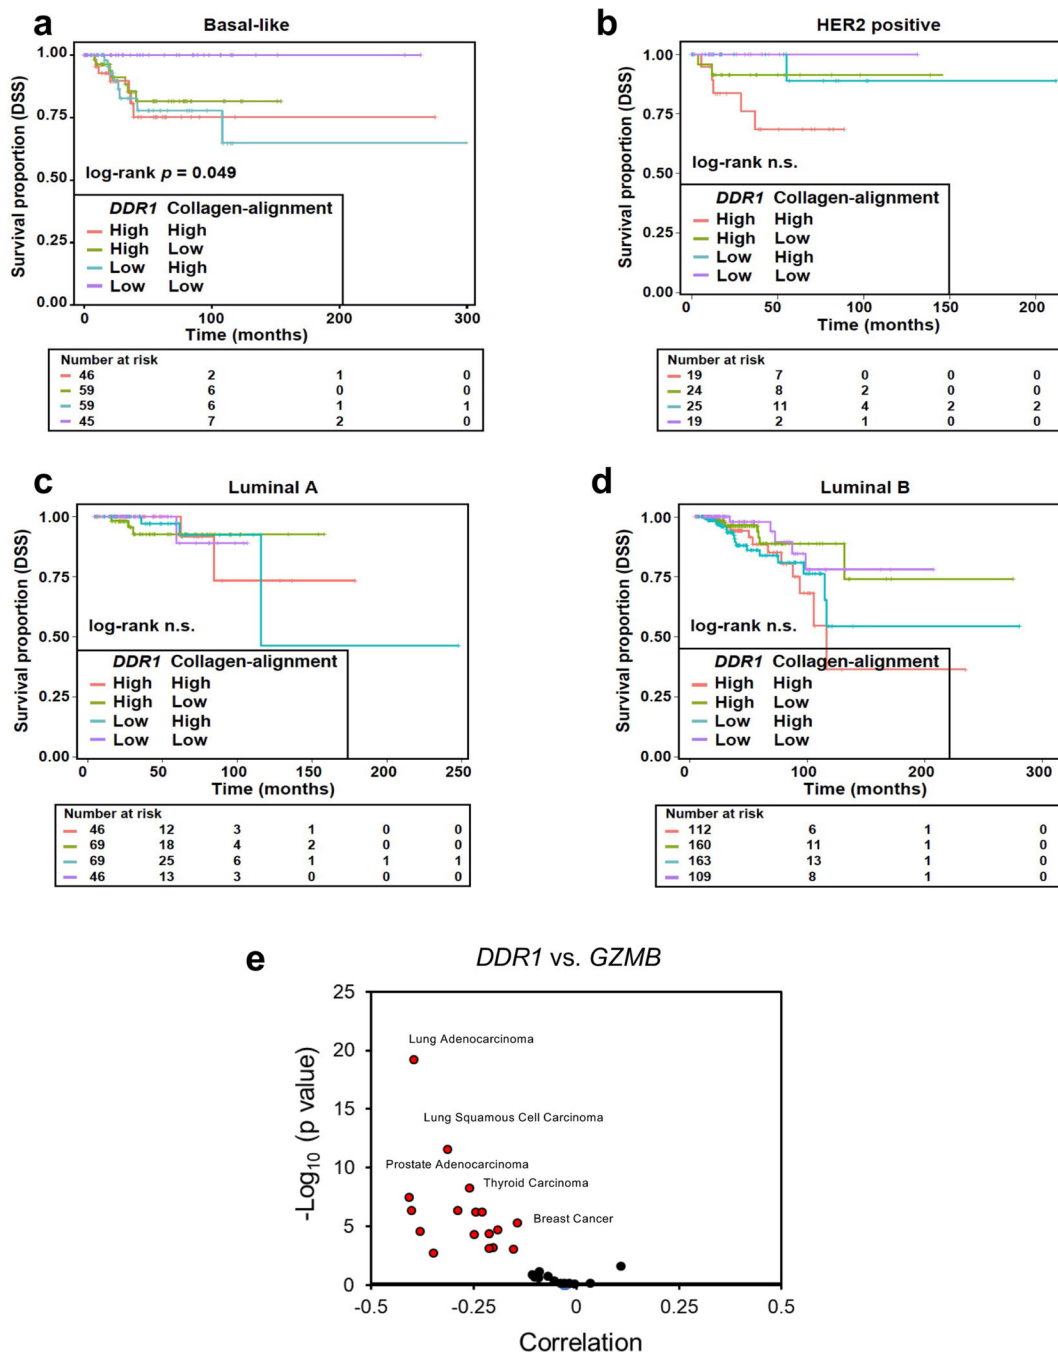 a
Basal-like
Survival proportion (DSS)
1.00
0.75
0.50
0.25
0.00
log-rank p = 0.049
DDR1 Collagen-alignment
High High
High Low
Low High
Low Low
0 100 200 300
Time (months)
Number at risk
46 2 1 0
59 6 0 0
59 6 1 1
45 7 2 0
b
HER2 positive
Survival proportion (DSS)
1.00
0.75
0.50
0.25
0.00
log-rank n.s.
DDR1 Collagen-alignment
High High
High Low
Low High
Low Low
0 50 100 150 200
Time (months)
Number at risk
19 7 0 0 0
24 8 2 0 0
25 11 4 2 2
19 2 1 0 0
c
Luminal A
Survival proportion (DSS)
1.00
0.75
0.50
0.25
0.00
log-rank n.s.
DDR1 Collagen-alignment
High High
High Low
Low High
Low Low
0 50 100 200 250
Time (months)
Number at risk
46 12 3 1 0 0
69 18 4 2 0 0
69 25 6 1 1 1
46 13 3 0 0 0
d
Luminal B
Survival proportion (DSS)
1.00
0.75
0.50
0.25
0.00
log-rank n.s.
DDR1 Collagen-alignment
High High
High Low
Low High
Low Low
0 100 200 300
Time (months)
Number at risk
112 6 1 0
160 11 1 0
163 13 1 0
109 8 1 0
e
DDR1 vs. GZMB
-Log10 (p value)
25
20
15
10
5
0
Lung Adenocarcinoma
Lung Squamous Cell Carcinoma
Prostate Adenocarcinoma
Thyroid Carcinoma
Breast Cancer
-0.5 -0.25 0 0.25 0.5
Correlation